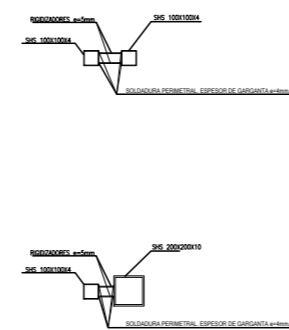 SHS 100X100X4
RIGIDIZADORES e=5mm
SHS 100X100X4
SOLDADURA PERIMETRAL. ESPESOR DE GARGANTA a=4mm
SHS 200X200X10
RIGIDIZADORES e=5mm
SHS 100X100X4
SOLDADURA PERIMETRAL. ESPESOR DE GARGANTA a=4mm